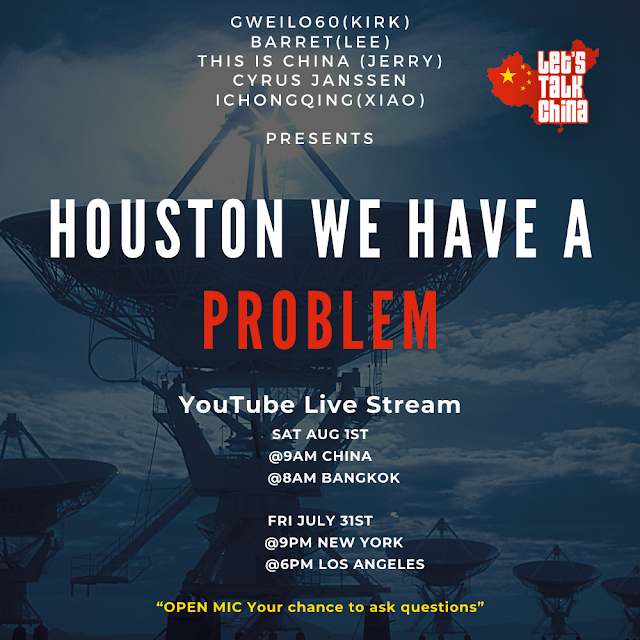 GWEILO60(KIRK)
BARRET(LEE)
THIS IS CHINA (JERRY)
CYRUS JANSSEN
ICHONGQING(XIAO)
PRESENTS
Let's
Talk
China
HOUSTON WE HAVE A
PROBLEM
YouTube Live Stream
SAT AUG 1ST
@9AM CHINA
@8AM BANGKOK
FRI JULY 31ST
@9PM NEW YORK
@6PM LOS ANGELES
“OPEN MIC Your chance to ask questions”